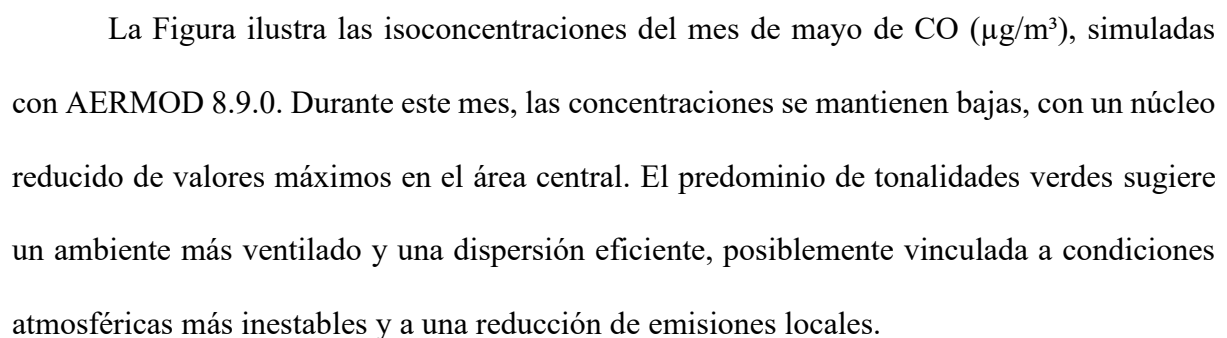 La Figura ilustra las isoconcentraciones del mes de mayo de CO (µg/m³), simuladas
con AERMOD 8.9.0. Durante este mes, las concentraciones se mantienen bajas, con un núcleo
reducido de valores máximos en el área central. El predominio de tonalidades verdes sugiere
un ambiente más ventilado y una dispersión eficiente, posiblemente vinculada a condiciones
atmosféricas más inestables y a una reducción de emisiones locales.